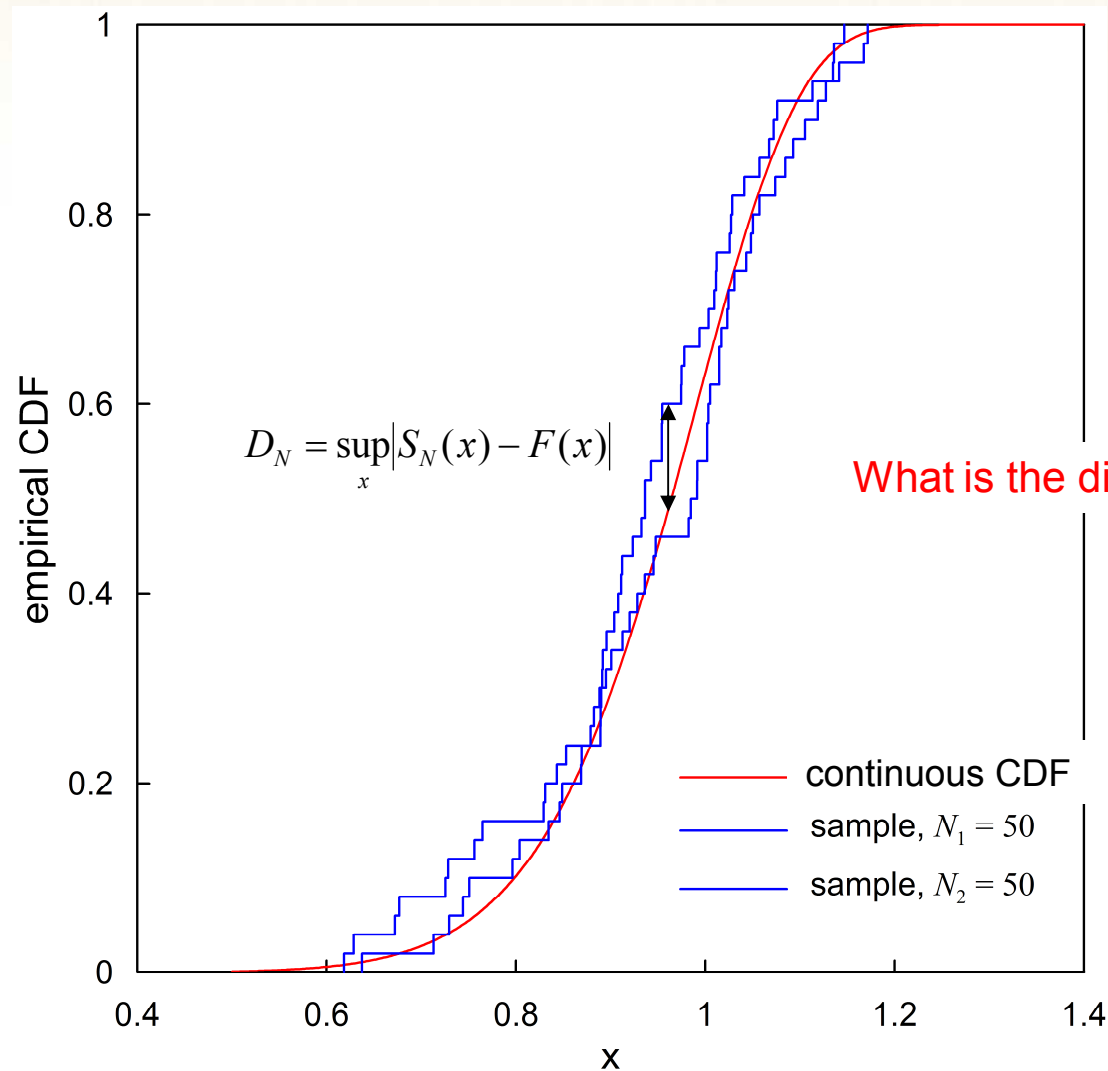 1
0.8
0.6
0.4
0.2
0
empirical CDF
D_N = sup_x |S_N(x) − F(x)|
What is the di
continuous CDF
sample, N_1 = 50
sample, N_2 = 50
0.4 0.6 0.8 1 1.2 1.4
x